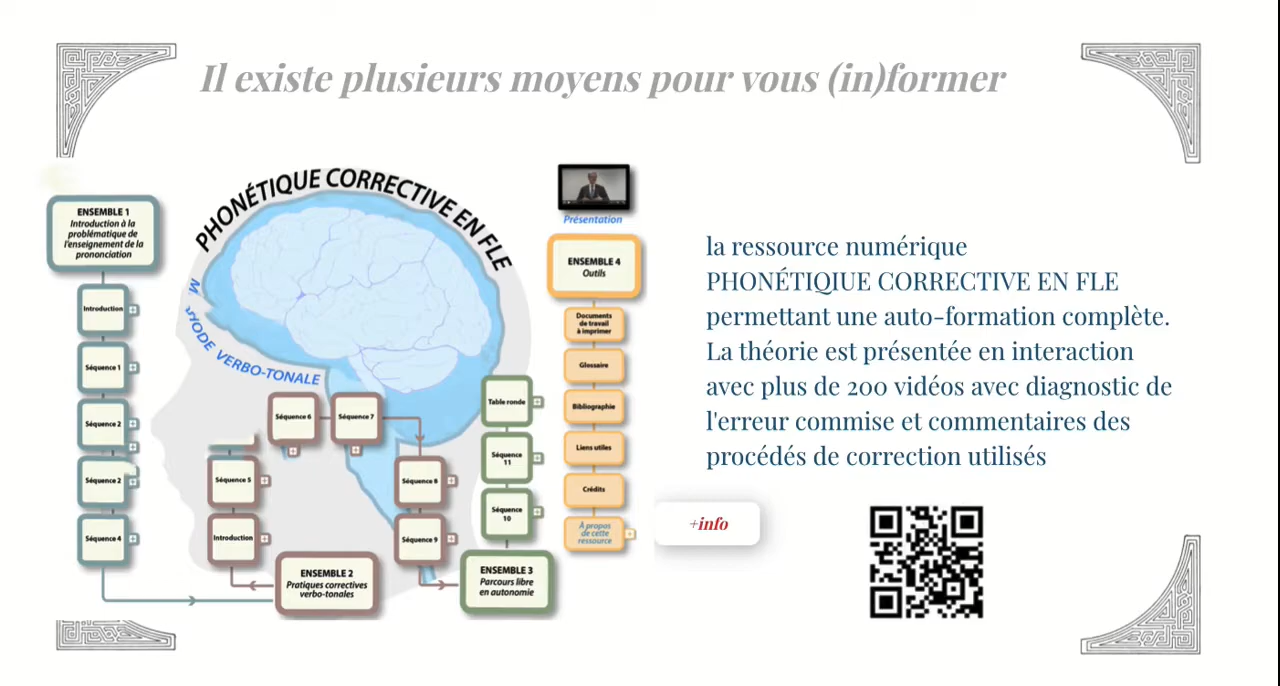 Il existe plusieurs moyens pour vous (in)former
PHONÉTIQUE CORRECTIVE EN FLE
VERBO-TONALE
ENSEMBLE 1
Introduction à la
problématique de
l'enseignement de la
prononciation
Introduction
Séquence 1
Séquence 2
Séquence 2
Séquence 4
Séquence 6
Séquence 7
Séquence 5
Introduction
Séquence 8
Séquence 9
ENSEMBLE 2
Pratiques correctives
verbo-tonales
Table ronde
Séquence
11
Séquence
10
ENSEMBLE 3
Parcours libre
en autonomie
Présentation
ENSEMBLE 4
Outils
Documents
de travail
à imprimer
Glossaire
Bibliographie
Liens utiles
Crédits
À propos
de cette
ressource
la ressource numérique
PHONÉTIQIUE CORRECTIVE EN FLE
permettant une auto-formation complète.
La théorie est présentée en interaction
avec plus de 200 vidéos avec diagnostic de
l'erreur commise et commentaires des
procédés de correction utilisés
+info